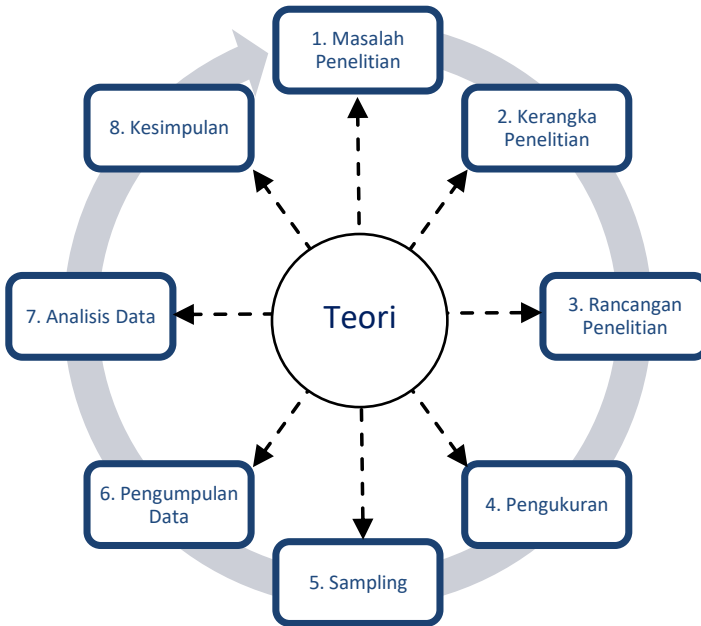 1. Masalah
Penelitian
2. Kerangka
Penelitian
3. Rancangan
Penelitian
4. Pengukuran
5. Sampling
6. Pengumpulan
Data
7. Analisis Data
8. Kesimpulan
Teori